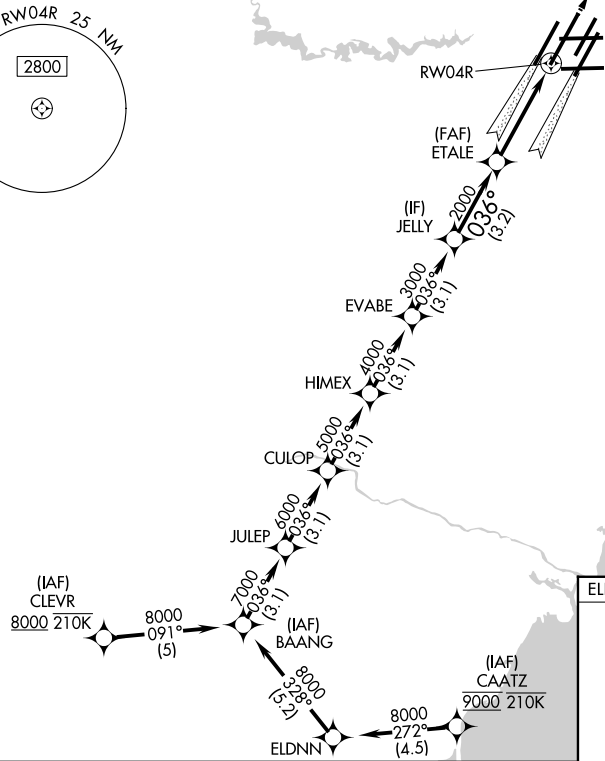 RW04R 25 NM
2800
RW04R
(FAF)
ETALE
2000
036°
(3.2)
(IF)
JELLY
3000
036°
(3.1)
EVABE
4000
036°
(3.1)
HIMEX
5000
036°
(3.1)
CULOP
6000
036°
(3.1)
JULEP
7000
036°
(3.1)
(IAF)
CLEVR
8000 210K
8000
091°
(5)
(IAF)
BAANG
8000
328°
(5.2)
ELDNN
8000
272°
(4.5)
(IAF)
CAATZ
9000 210K